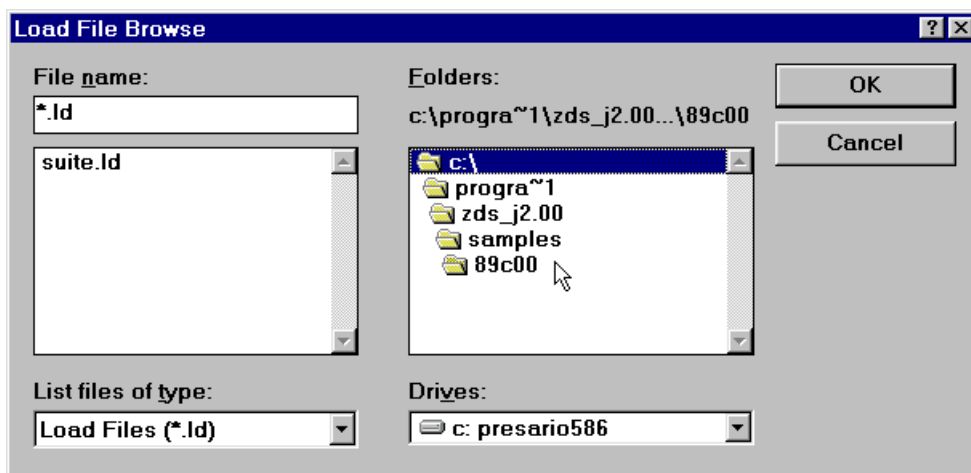 Load File Browse
File name:
*.ld
suite.ld
List files of type:
Load Files (*.ld)
Folders:
c:\progra~1\zds_j2.00...\89c00
c:\
progra~1
zds_j2.00
samples
89c00
Drives:
c: presario586
OK
Cancel